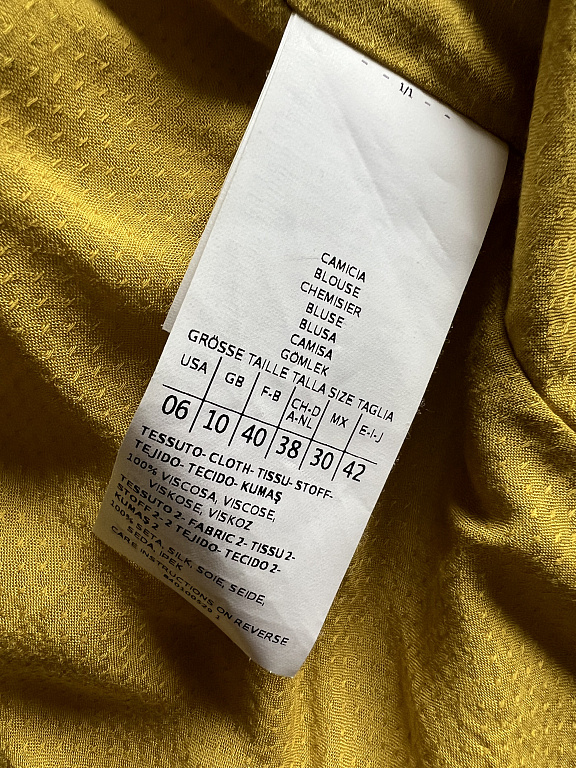 1/1
CAMICIA
BLOUSE
CHEMISIER
BLUSE
BLUSA
CAMISA
GÖMLEK
GRÖSSE TAILLE TALLA SIZE TAGLIA
USA GB F-B CH-D A-NL MX E-I-J
06 10 40 38 30 42
TESSUTO- CLOTH- TISSU- STOFF-
TEJIDO- TECIDO- KUMAŞ
100% VISCOSA, VISCOSE,
VISKOSE, VISKOZ
TESSUTO 2- FABRIC 2- TISSU 2-
STOFF 2, 2 TEJIDO- TECIDO 2-
KUMAŞ 2
100% SETA, SILK, SOIE, SEIDE,
SEDA, IPEK
CARE INSTRUCTIONS ON REVERSE